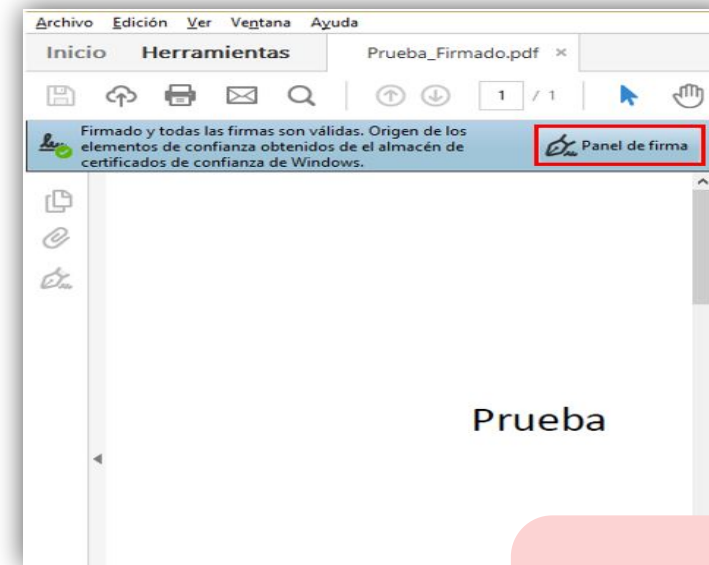 Archivo Edición Ver Ventana Ayuda
Inicio Herramientas Prueba_Firmado.pdf ×
1 / 1
Firmado y todas las firmas son válidas. Origen de los
elementos de confianza obtenidos de el almacén de
certificados de confianza de Windows.
Panel de firma
Prueba